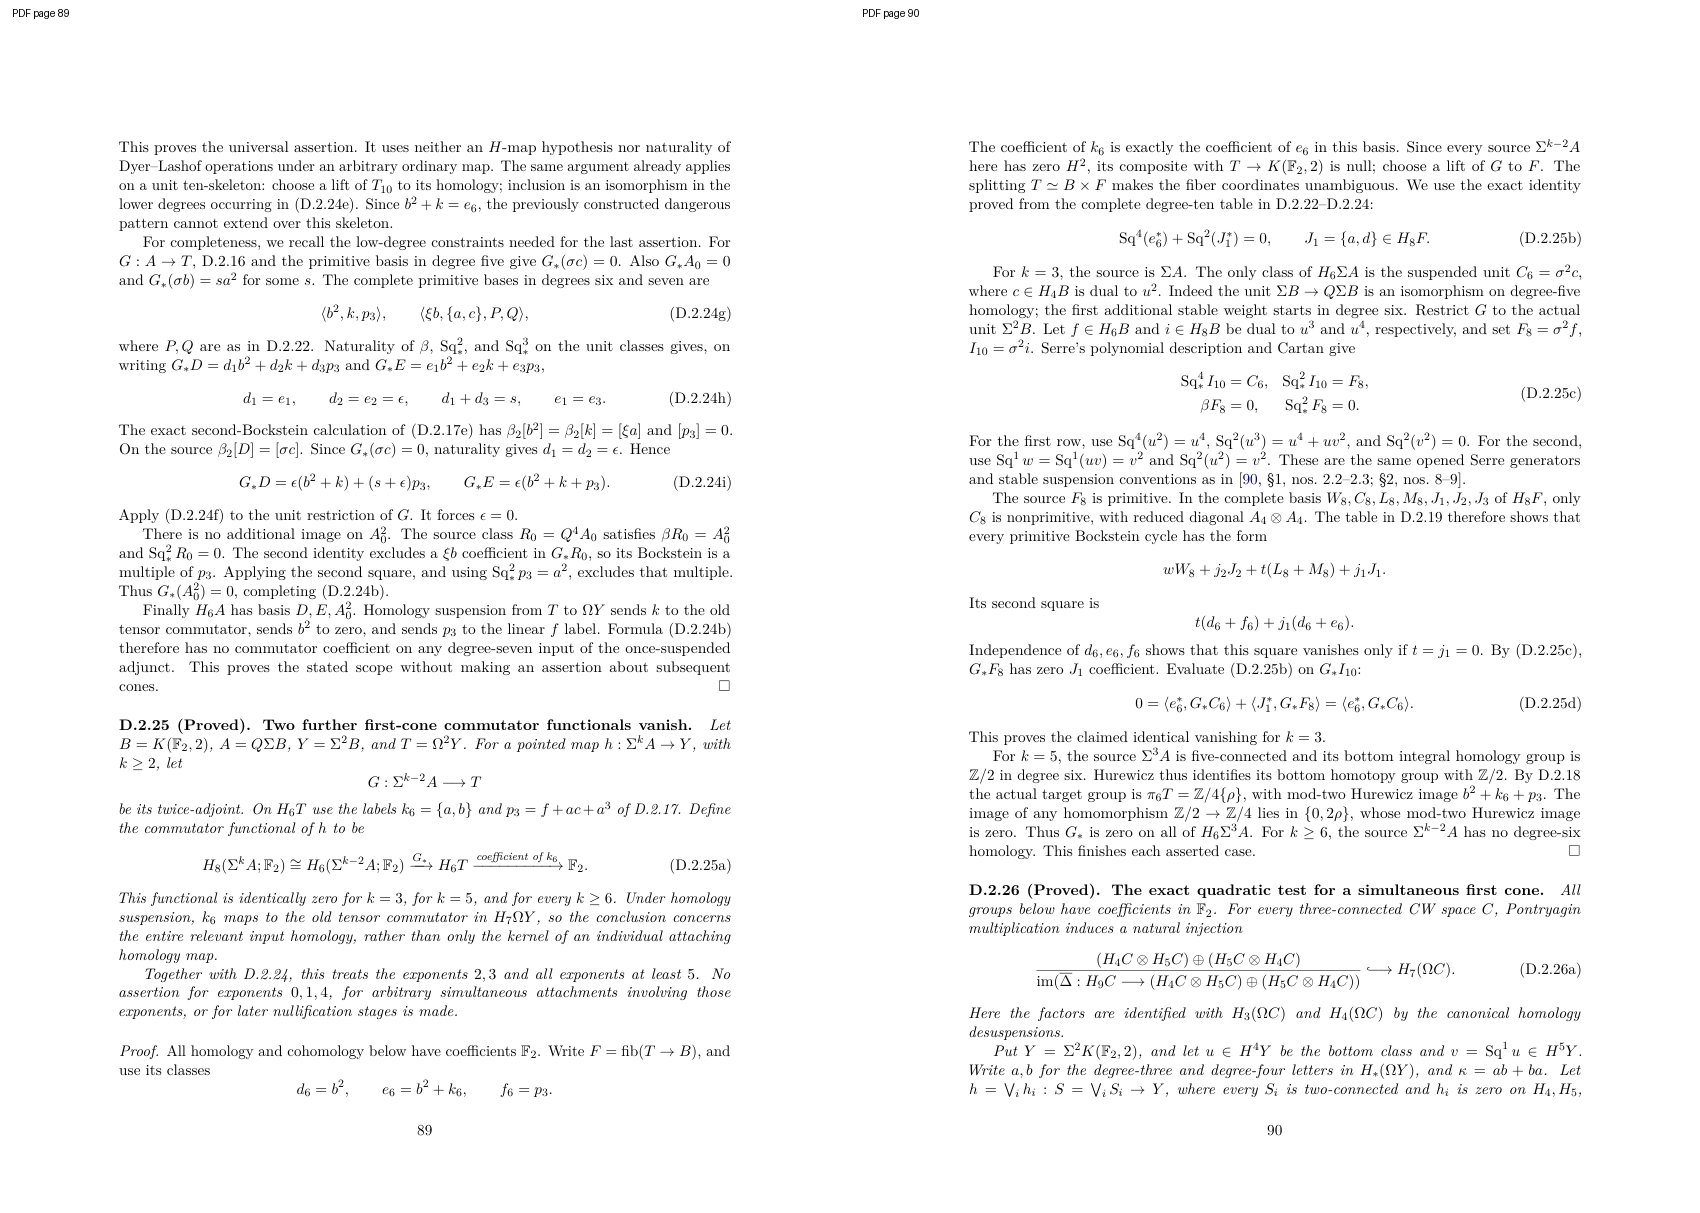 PDF page 89
This proves the universal assertion. It uses neither an H-map hypothesis nor naturality of
Dyer–Lashof operations under an arbitrary ordinary map. The same argument already applies
on a unit ten-skeleton: choose a lift of T₁₀ to its homology; inclusion is an isomorphism in the
lower degrees occurring in (D.2.24e). Since b² + k = e₆, the previously constructed dangerous
pattern cannot extend over this skeleton.
For completeness, we recall the low-degree constraints needed for the last assertion. For
G : A → T, D.2.16 and the primitive basis in degree five give G∗(σc) = 0. Also G∗A₀ = 0
and G∗(σb) = sa² for some s. The complete primitive bases in degrees six and seven are
⟨b², k, p₃⟩, ⟨ξb, {a, c}, P, Q⟩, (D.2.24g)
where P, Q are as in D.2.22. Naturality of β, Sq²∗, and Sq³∗ on the unit classes gives, on
writing G∗D = d₁b² + d₂k + d₃p₃ and G∗E = e₁b² + e₂k + e₃p₃,
d₁ = e₁, d₂ = e₂ = ϵ, d₁ + d₃ = s, e₁ = e₃. (D.2.24h)
The exact second-Bockstein calculation of (D.2.17e) has β₂[b²] = β₂[k] = [ξa] and [p₃] = 0.
On the source β₂[D] = [σc]. Since G∗(σc) = 0, naturality gives d₁ = d₂ = ϵ. Hence
G∗D = ϵ(b² + k) + (s + ϵ)p₃, G∗E = ϵ(b² + k + p₃). (D.2.24i)
Apply (D.2.24f) to the unit restriction of G. It forces ϵ = 0.
There is no additional image on A₀². The source class R₀ = Q⁴A₀ satisfies βR₀ = A₀²
and Sq²∗ R₀ = 0. The second identity excludes a ξb coefficient in G∗R₀, so its Bockstein is a
multiple of p₃. Applying the second square, and using Sq²∗ p₃ = a², excludes that multiple.
Thus G∗(A₀²) = 0, completing (D.2.24b).
Finally H₆A has basis D, E, A₀². Homology suspension from T to ΩY sends k to the old
tensor commutator, sends b² to zero, and sends p₃ to the linear f label. Formula (D.2.24b)
therefore has no commutator coefficient on any degree-seven input of the once-suspended
adjunct. This proves the stated scope without making an assertion about subsequent
cones. □
D.2.25 (Proved). Two further first-cone commutator functionals vanish. Let
B = K(𝔽₂, 2), A = QΣB, Y = Σ²B, and T = Ω²Y. For a pointed map h : ΣᵏA → Y, with
k ≥ 2, let
G : Σᵏ⁻²A ⟶ T
be its twice-adjoint. On H₆T use the labels k₆ = {a, b} and p₃ = f + ac + a³ of D.2.17. Define
the commutator functional of h to be
H₈(ΣᵏA; 𝔽₂) ≅ H₆(Σᵏ⁻²A; 𝔽₂) —G∗→ H₆T —coefficient of k₆→ 𝔽₂. (D.2.25a)
This functional is identically zero for k = 3, for k = 5, and for every k ≥ 6. Under homology
suspension, k₆ maps to the old tensor commutator in H₇ΩY, so the conclusion concerns
the entire relevant input homology, rather than only the kernel of an individual attaching
homology map.
Together with D.2.24, this treats the exponents 2, 3 and all exponents at least 5. No
assertion for exponents 0, 1, 4, for arbitrary simultaneous attachments involving those
exponents, or for later nullification stages is made.
Proof. All homology and cohomology below have coefficients 𝔽₂. Write F = fib(T → B), and
use its classes
d₆ = b², e₆ = b² + k₆, f₆ = p₃.
89
PDF page 90
The coefficient of k₆ is exactly the coefficient of e₆ in this basis. Since every source Σᵏ⁻²A
here has zero H², its composite with T → K(𝔽₂, 2) is null; choose a lift of G to F. The
splitting T ≃ B × F makes the fiber coordinates unambiguous. We use the exact identity
proved from the complete degree-ten table in D.2.22–D.2.24:
Sq⁴(e₆*) + Sq²(J₁*) = 0, J₁ = {a, d} ∈ H₈F. (D.2.25b)
For k = 3, the source is ΣA. The only class of H₆ΣA is the suspended unit C₆ = σ²c,
where c ∈ H₄B is dual to u². Indeed the unit ΣB → QΣB is an isomorphism on degree-five
homology; the first additional stable weight starts in degree six. Restrict G to the actual
unit Σ²B. Let f ∈ H₆B and i ∈ H₈B be dual to u³ and u⁴, respectively, and set F₈ = σ²f,
I₁₀ = σ²i. Serre's polynomial description and Cartan give
Sq⁴∗ I₁₀ = C₆, Sq²∗ I₁₀ = F₈,
βF₈ = 0, Sq²∗ F₈ = 0. (D.2.25c)
For the first row, use Sq⁴(u²) = u⁴, Sq²(u³) = u⁴ + uv², and Sq²(v²) = 0. For the second,
use Sq¹ w = Sq¹(uv) = v² and Sq²(u²) = v². These are the same opened Serre generators
and stable suspension conventions as in [90, §1, nos. 2.2–2.3; §2, nos. 8–9].
The source F₈ is primitive. In the complete basis W₈, C₈, L₈, M₈, J₁, J₂, J₃ of H₈F, only
C₈ is nonprimitive, with reduced diagonal A₄ ⊗ A₄. The table in D.2.19 therefore shows that
every primitive Bockstein cycle has the form
wW₈ + j₂J₂ + t(L₈ + M₈) + j₁J₁.
Its second square is
t(d₆ + f₆) + j₁(d₆ + e₆).
Independence of d₆, e₆, f₆ shows that this square vanishes only if t = j₁ = 0. By (D.2.25c),
G∗F₈ has zero J₁ coefficient. Evaluate (D.2.25b) on G∗I₁₀:
0 = ⟨e₆*, G∗C₆⟩ + ⟨J₁*, G∗F₈⟩ = ⟨e₆*, G∗C₆⟩. (D.2.25d)
This proves the claimed identical vanishing for k = 3.
For k = 5, the source Σ³A is five-connected and its bottom integral homology group is
ℤ/2 in degree six. Hurewicz thus identifies its bottom homotopy group with ℤ/2. By D.2.18
the actual target group is π₆T = ℤ/4{ρ}, with mod-two Hurewicz image b² + k₆ + p₃. The
image of any homomorphism ℤ/2 → ℤ/4 lies in {0, 2ρ}, whose mod-two Hurewicz image
is zero. Thus G∗ is zero on all of H₆Σ³A. For k ≥ 6, the source Σᵏ⁻²A has no degree-six
homology. This finishes each asserted case. □
D.2.26 (Proved). The exact quadratic test for a simultaneous first cone. All
groups below have coefficients in 𝔽₂. For every three-connected CW space C, Pontryagin
multiplication induces a natural injection
(H₄C ⊗ H₅C) ⊕ (H₅C ⊗ H₄C)
im(Δ̅ : H₉C ⟶ (H₄C ⊗ H₅C) ⊕ (H₅C ⊗ H₄C)) ↪ H₇(ΩC). (D.2.26a)
Here the factors are identified with H₃(ΩC) and H₄(ΩC) by the canonical homology
desuspensions.
Put Y = Σ²K(𝔽₂, 2), and let u ∈ H⁴Y be the bottom class and v = Sq¹ u ∈ H⁵Y.
Write a, b for the degree-three and degree-four letters in H∗(ΩY), and κ = ab + ba. Let
h = ⋁ᵢ hᵢ : S = ⋁ᵢ Sᵢ → Y, where every Sᵢ is two-connected and hᵢ is zero on H₄, H₅,
90